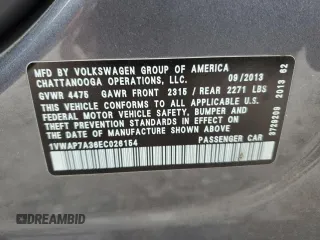 MFD BY VOLKSWAGEN GROUP OF AMERICA
CHATTANOOGA OPERATIONS, LLC. 09/2013
GVWR 4475 GAWR FRONT 2315 / REAR 2271 LBS
THIS VEHICLE CONFORMS TO ALL APPLICABLE U.S.
FEDERAL MOTOR VEHICLE SAFETY, BUMPER AND
THEFT PREVENTION STANDARDS IN EFFECT ON THE
DATE OF MANUFACTURE SHOWN ABOVE.
1VWAP7A36EC026154 PASSENGER CAR
2013 62
DREAMBID